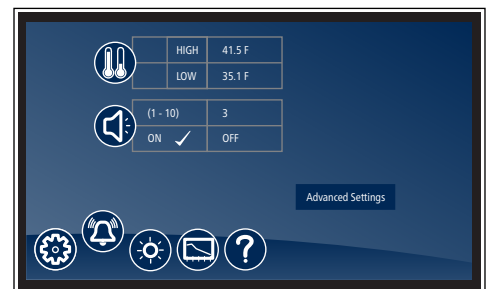 HIGH 41.5 F
LOW 35.1 F
(1 - 10) 3
ON OFF
Advanced Settings
?